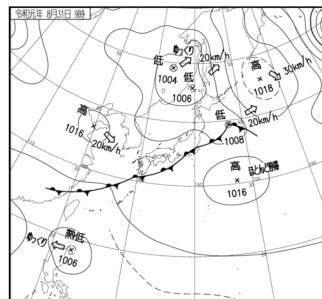 令和元年 8月31日 9時
ゆっくり
低
1004
20km/h
低
1006
高
1018
30km/h
高
1016
20km/h
低
1008
20km/h
高
1016
ほとんど停滞
ゆっくり
熱低
1006